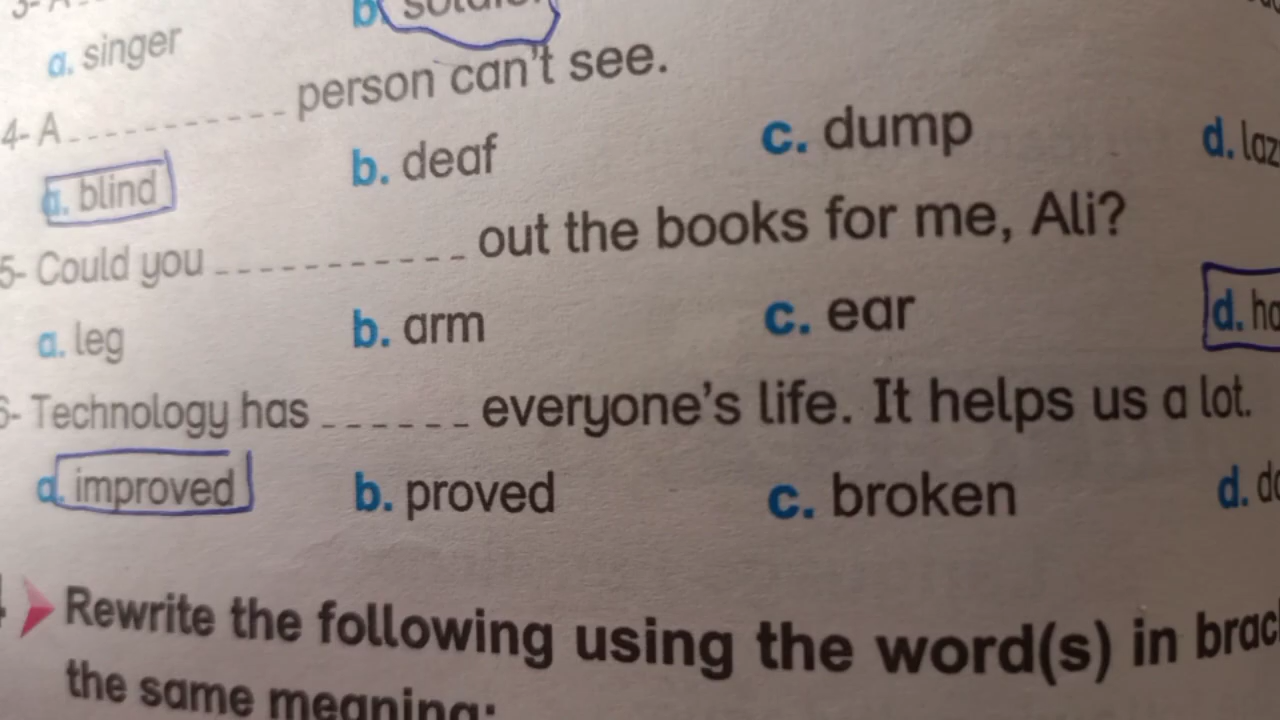 a. singer
4- A ---------- person can't see.
a. blind b. deaf c. dump
5- Could you ----------- out the books for me, Ali?
a. leg b. arm c. ear d.
6- Technology has ------ everyone's life. It helps us a lot.
a. improved b. proved c. broken d.
Rewrite the following using the word(s) in
the same meaning: